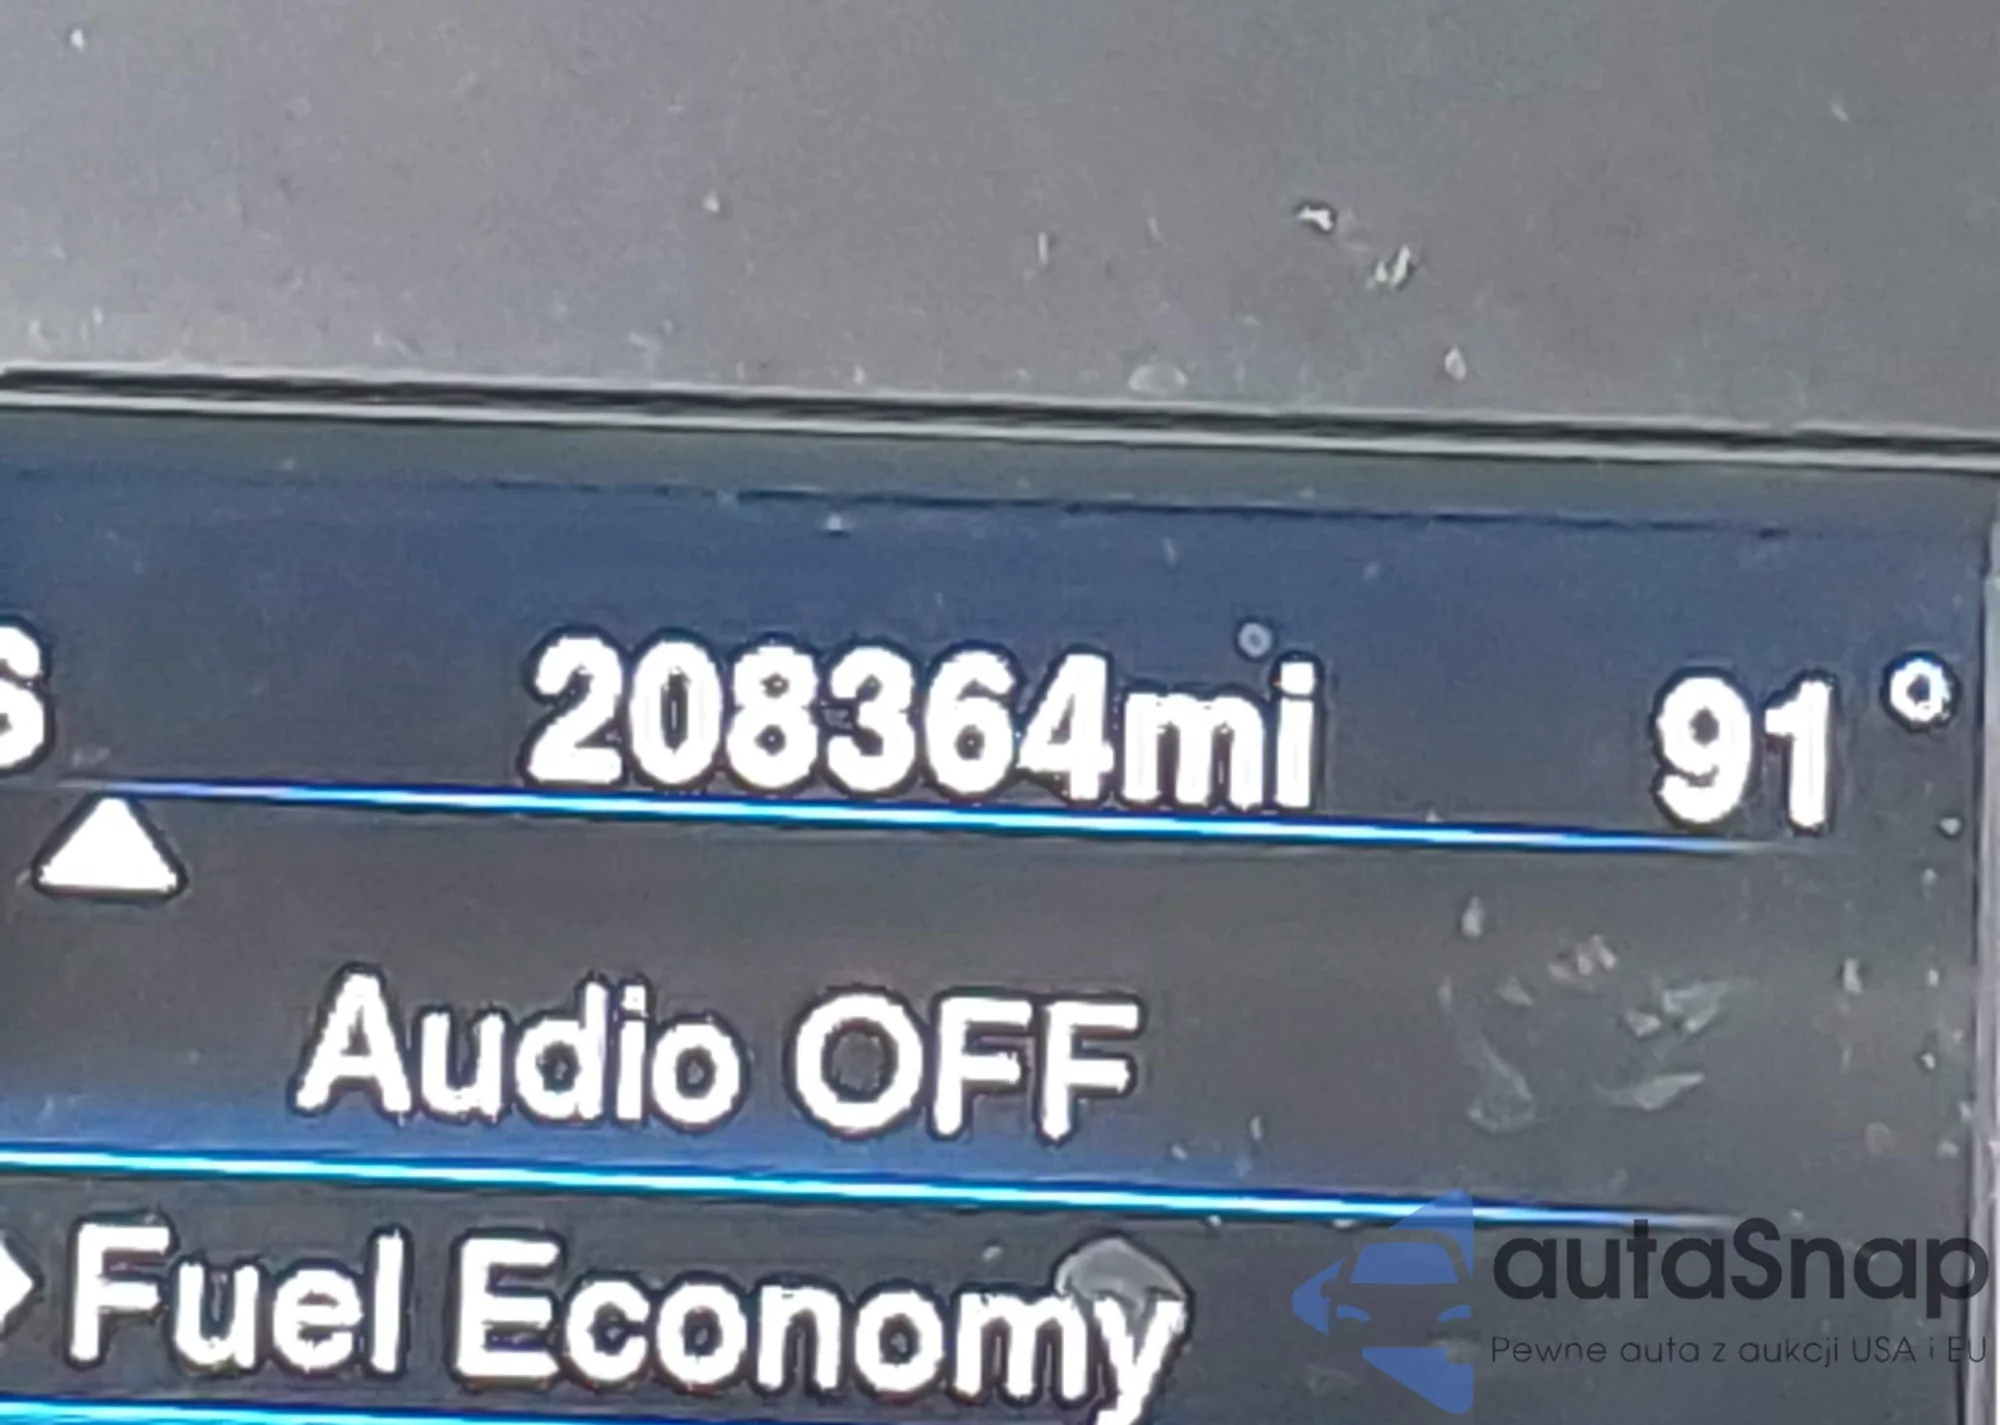 S 208364mi 91°
Audio OFF
Fuel Economy
autaSnap
Pewne auta z aukcji USA i EU